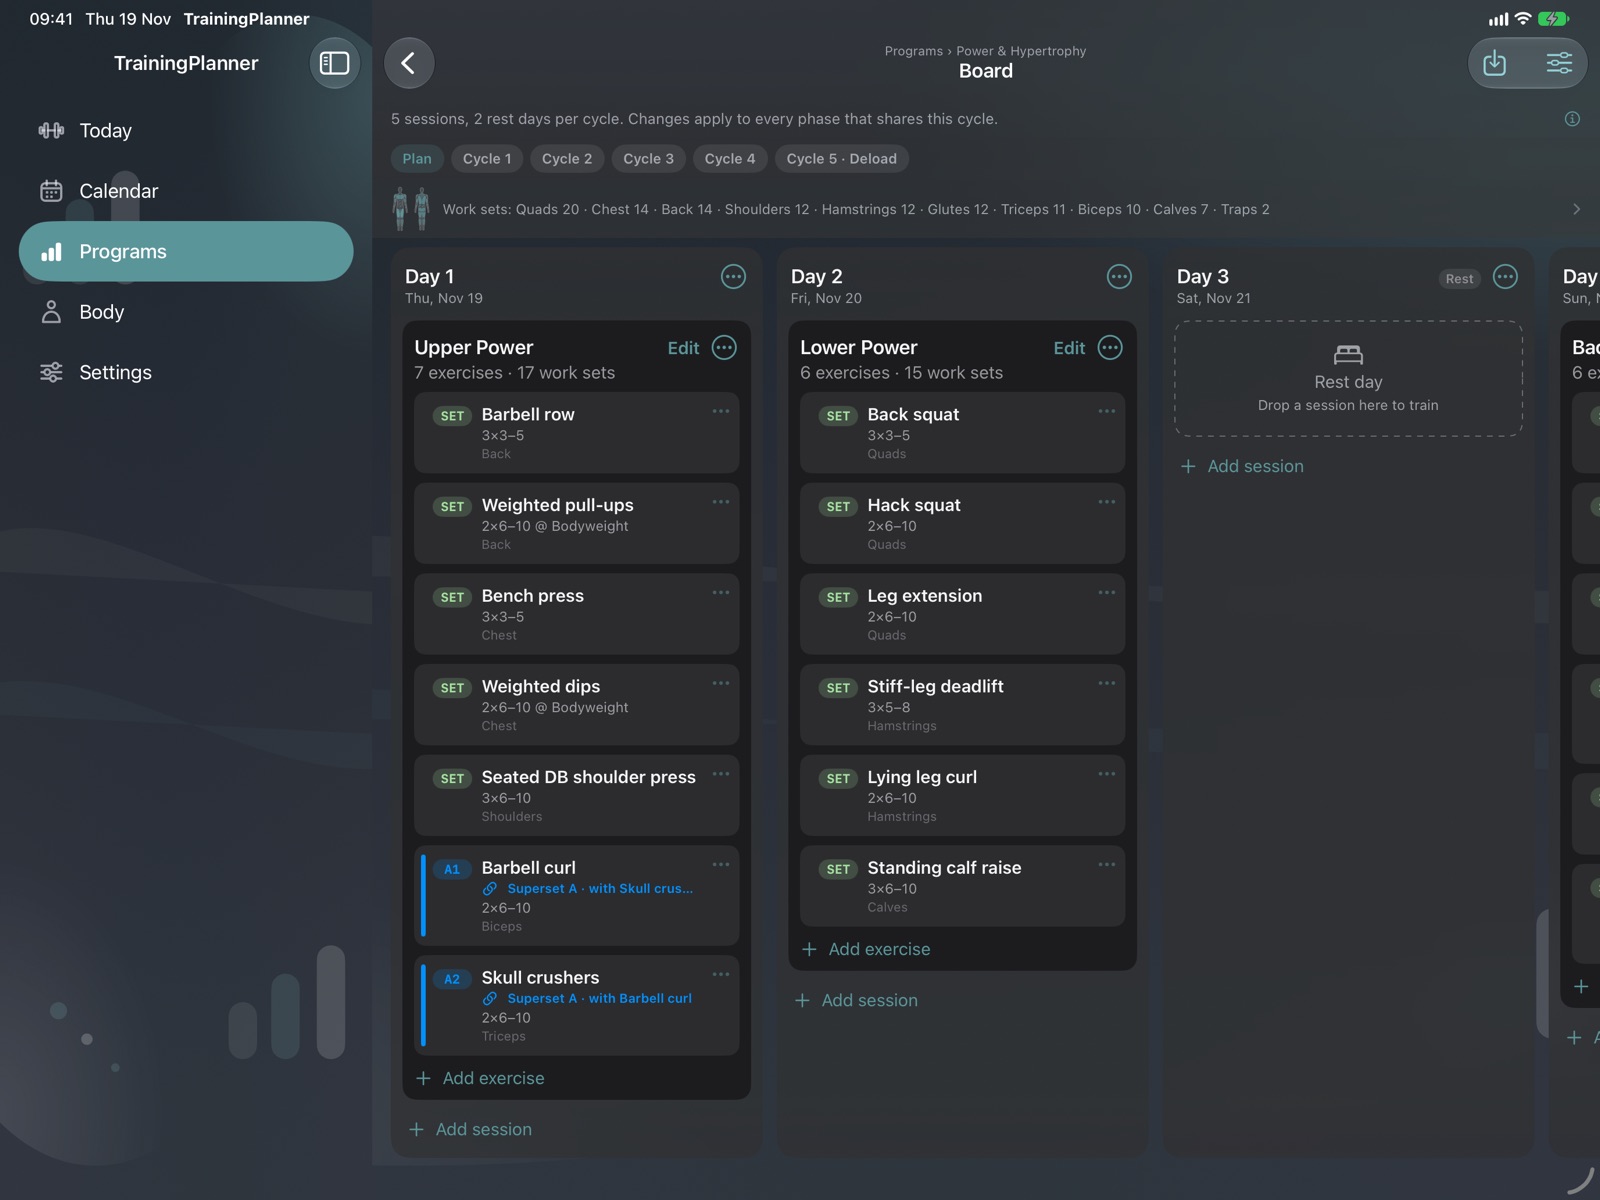 09:41 Thu 19 Nov TrainingPlanner
TrainingPlanner
Today
Calendar
Programs
Body
Settings
Programs › Power & Hypertrophy
Board
5 sessions, 2 rest days per cycle. Changes apply to every phase that shares this cycle.
Plan
Cycle 1
Cycle 2
Cycle 3
Cycle 4
Cycle 5 · Deload
Work sets: Quads 20 · Chest 14 · Back 14 · Shoulders 12 · Hamstrings 12 · Glutes 12 · Triceps 11 · Biceps 10 · Calves 7 · Traps 2
Day 1
Thu, Nov 19
Upper Power
Edit
7 exercises · 17 work sets
SET Barbell row
3×3–5
Back
SET Weighted pull-ups
2×6–10 @ Bodyweight
Back
SET Bench press
3×3–5
Chest
SET Weighted dips
2×6–10 @ Bodyweight
Chest
SET Seated DB shoulder press
3×6–10
Shoulders
A1 Barbell curl
Superset A · with Skull crus...
2×6–10
Biceps
A2 Skull crushers
Superset A · with Barbell curl
2×6–10
Triceps
+ Add exercise
+ Add session
Day 2
Fri, Nov 20
Lower Power
Edit
6 exercises · 15 work sets
SET Back squat
3×3–5
Quads
SET Hack squat
2×6–10
Quads
SET Leg extension
2×6–10
Quads
SET Stiff-leg deadlift
3×5–8
Hamstrings
SET Lying leg curl
2×6–10
Hamstrings
SET Standing calf raise
3×6–10
Calves
+ Add exercise
+ Add session
Day 3
Rest
Sat, Nov 21
Rest day
Drop a session here to train
+ Add session
Day
Sun,
6